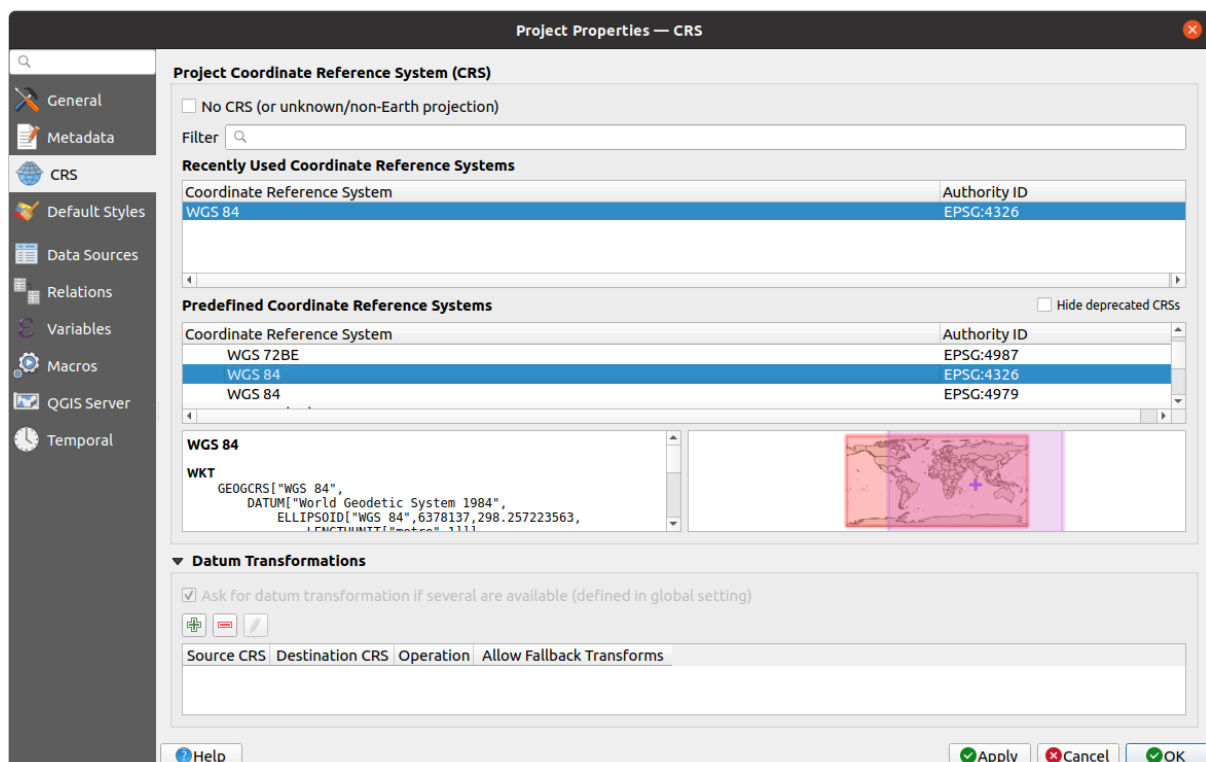 Project Properties — CRS
Project Coordinate Reference System (CRS)
General
No CRS (or unknown/non-Earth projection)
Metadata
Filter
CRS
Recently Used Coordinate Reference Systems
Coordinate Reference System Authority ID
Default Styles
WGS 84 EPSG:4326
Data Sources
Relations
Predefined Coordinate Reference Systems Hide deprecated CRSs
Variables
Coordinate Reference System Authority ID
WGS 72BE EPSG:4987
Macros
WGS 84 EPSG:4326
WGS 84 EPSG:4979
QGIS Server
Temporal
WGS 84
WKT
GEOGCRS["WGS 84",
DATUM["World Geodetic System 1984",
ELLIPSOID["WGS 84",6378137,298.257223563,
LENGTHUNIT["metre",1]]]
Datum Transformations
Ask for datum transformation if several are available (defined in global setting)
Source CRS Destination CRS Operation Allow Fallback Transforms
Help Apply Cancel OK